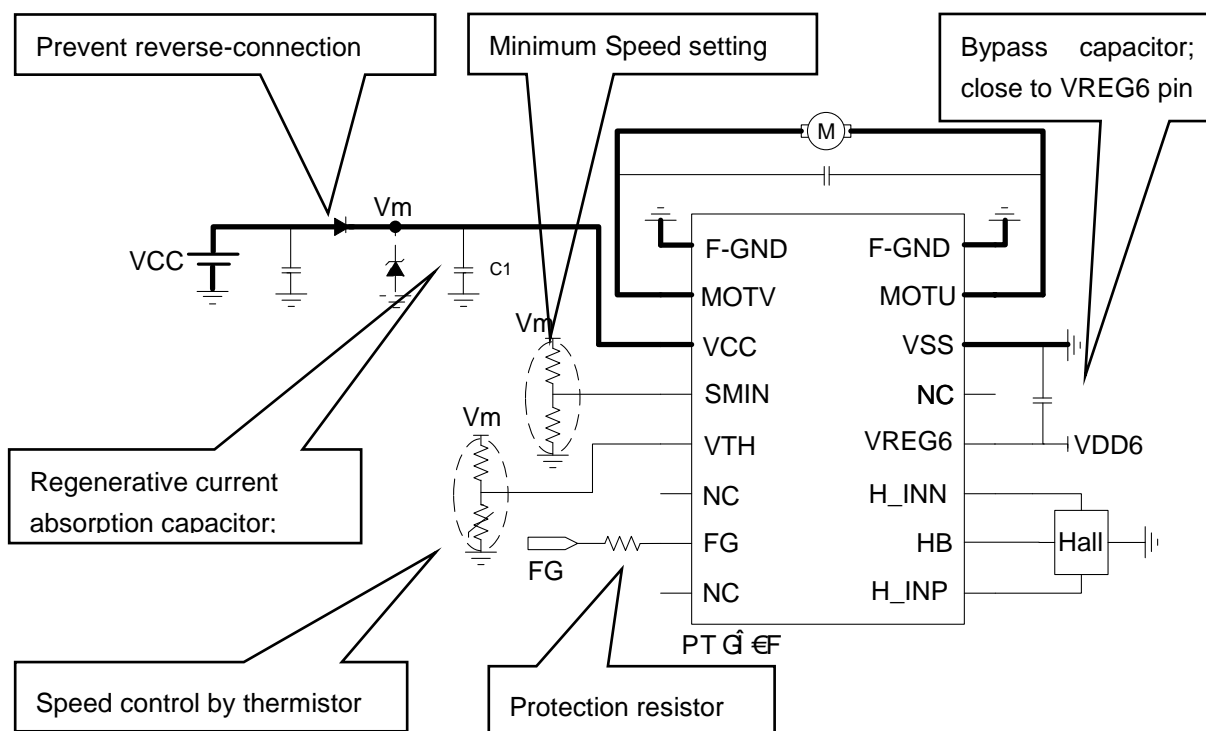 Prevent reverse-connection
Minimum Speed setting
Bypass capacitor;
close to VREG6 pin
M
Vm
VCC
C1
F-GND
F-GND
MOTV
MOTU
Vm
VCC
VSS
SMIN
NC
Vm
VTH
VREG6
VDD6
Regenerative current
absorption capacitor;
NC
H_INN
FG
FG
HB
Hall
NC
H_INP
PT
Speed control by thermistor
Protection resistor